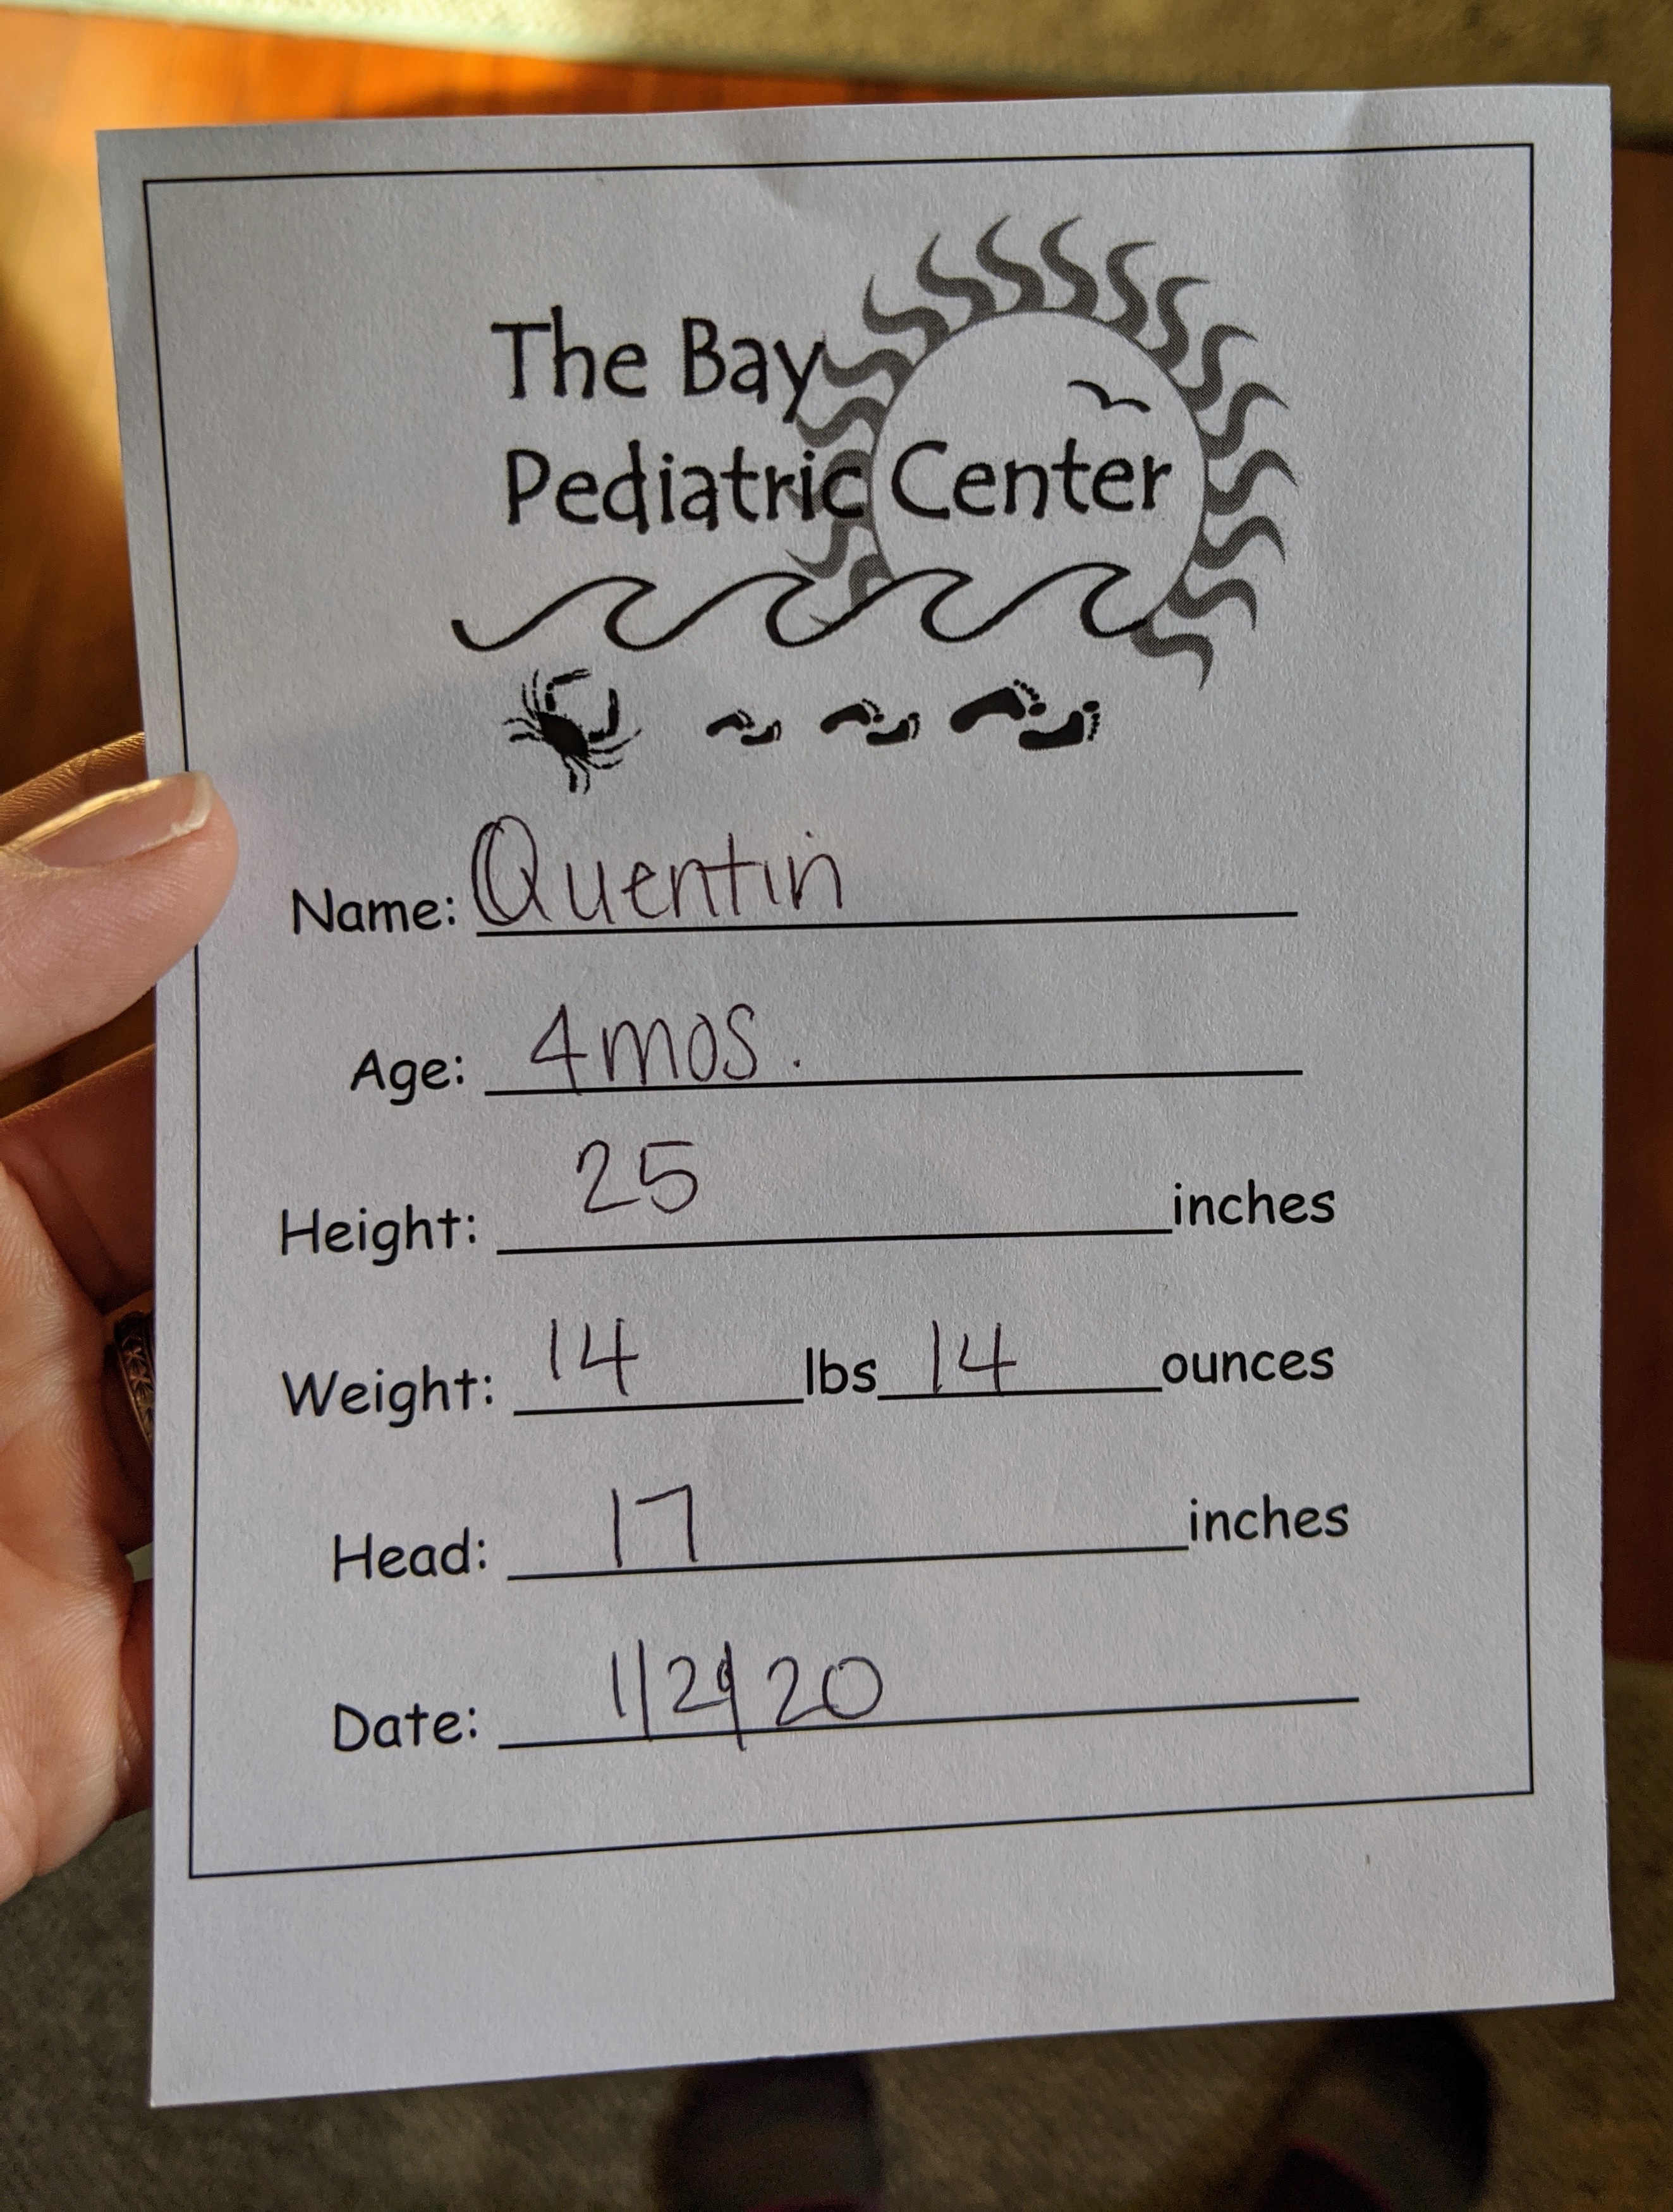 The Bay
Pediatric Center
Name: Quentin
Age: 4mos.
Height: 25 inches
Weight: 14 lbs 14 ounces
Head: 17 inches
Date: 1/29/20